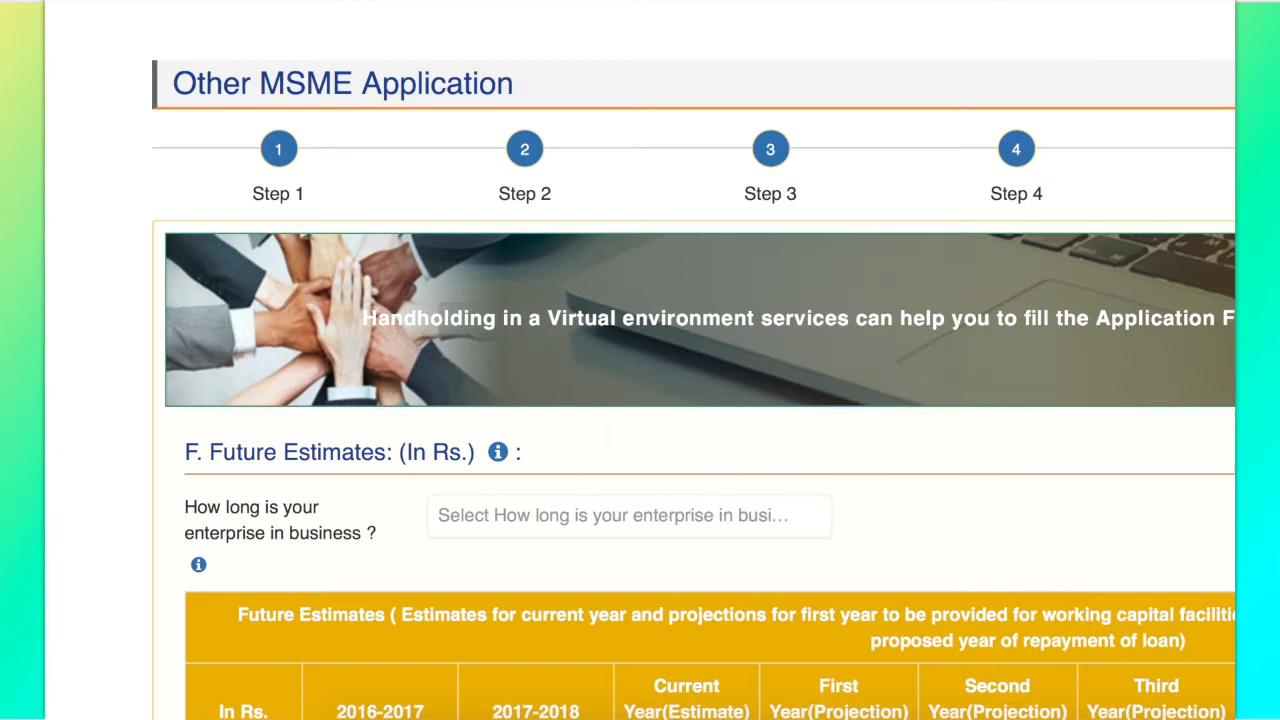 Other MSME Application
1 2 3 4
Step 1 Step 2 Step 3 Step 4
Handholding in a Virtual environment services can help you to fill the Application F
F. Future Estimates: (In Rs.) i :
How long is your
enterprise in business ?
Select How long is your enterprise in busi...
i
Future Estimates ( Estimates for current year and projections for first year to be provided for working capital faciliti
proposed year of repayment of loan)
In Rs. 2016-2017 2017-2018 Current Year(Estimate) First Year(Projection) Second Year(Projection) Third Year(Projection)